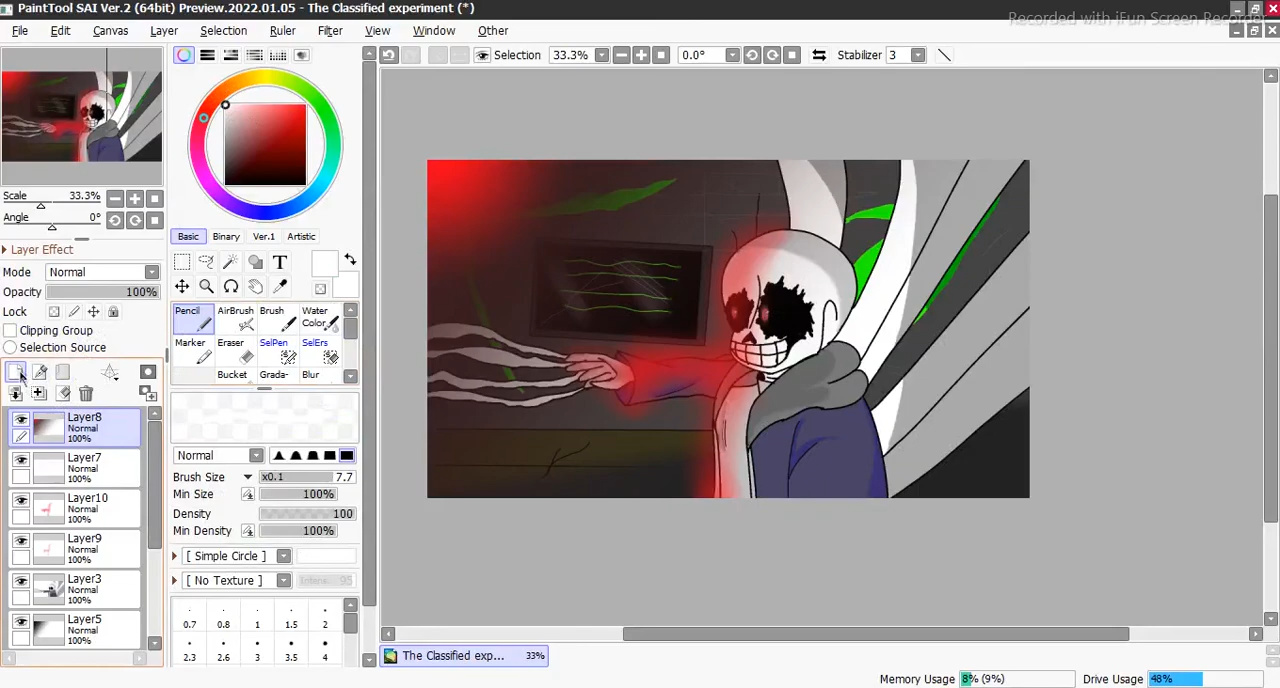 PaintTool SAI Ver.2 (64bit) Preview.2022.01.05 - The Classified experiment (*)
Recorded with iFun Screen Recorder
File Edit Canvas Layer Selection Ruler Filter View Window Other
Selection 33.3% 0.0° Stabilizer 3
Scale 33.3%
Angle 0°
Layer Effect
Mode Normal
Opacity 100%
Lock
Clipping Group
Selection Source
Layer8
Normal
100%
Layer7
Normal
100%
Layer10
Normal
100%
Layer9
Normal
100%
Layer3
Normal
100%
Layer5
Normal
100%
Basic Binary Ver.1 Artistic
T
Pencil AirBrush Brush Water Color
Marker Eraser SelPen SelErs
Bucket Grada- Blur
Normal
Brush Size x0.1 7.7
Min Size 100%
Density 100
Min Density 100%
[ Simple Circle ]
[ No Texture ] Intens. 95
0.7 0.8 1 1.5 2
2.3 2.6 3 3.5 4
The Classified exp... 33%
Memory Usage 8% (9%) Drive Usage 48%